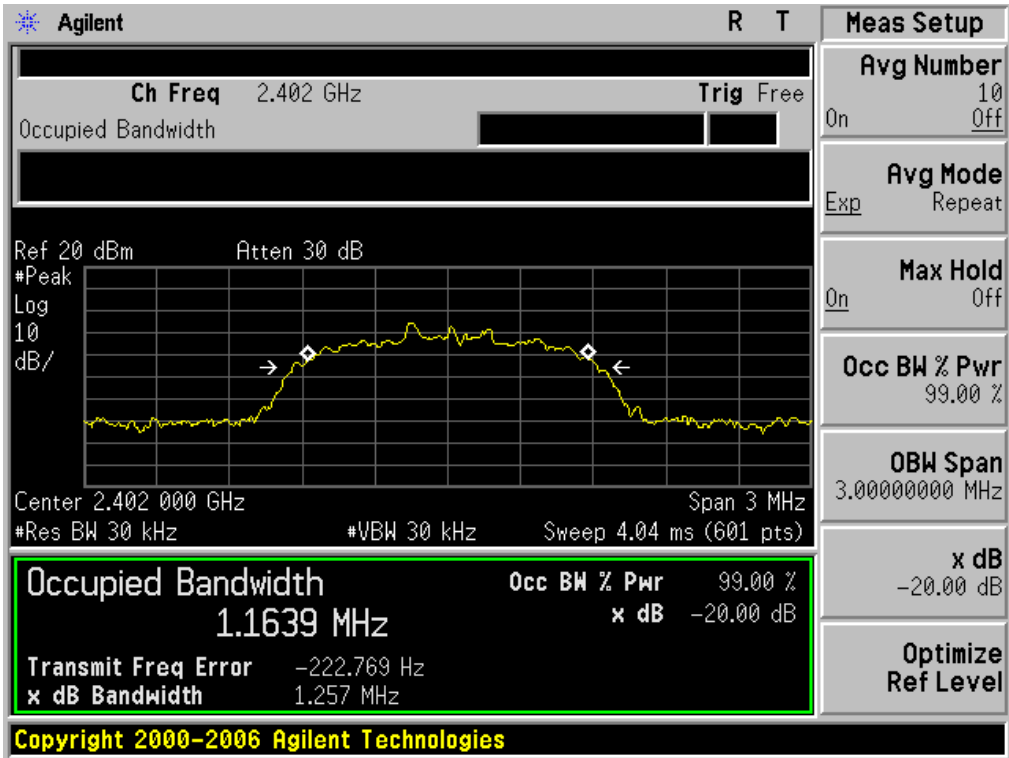 Agilent R T
Meas Setup
Ch Freq 2.402 GHz Trig Free
Occupied Bandwidth
Avg Number
10
On Off
Avg Mode
Exp Repeat
Max Hold
On Off
Occ BW % Pwr
99.00 %
OBW Span
3.00000000 MHz
x dB
-20.00 dB
Optimize
Ref Level
Ref 20 dBm Atten 30 dB
#Peak
Log
10
dB/
Center 2.402 000 GHz Span 3 MHz
#Res BW 30 kHz #VBW 30 kHz Sweep 4.04 ms (601 pts)
Occupied Bandwidth Occ BW % Pwr 99.00 %
1.1639 MHz x dB -20.00 dB
Transmit Freq Error -222.769 Hz
x dB Bandwidth 1.257 MHz
Copyright 2000-2006 Agilent Technologies